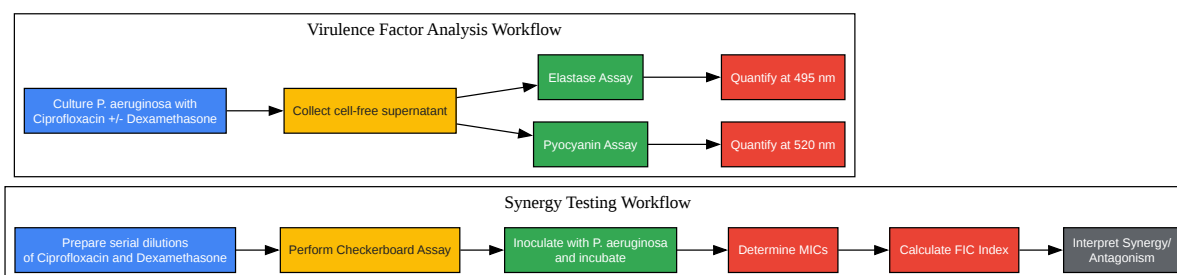 Virulence Factor Analysis Workflow
Culture P. aeruginosa with
Ciprofloxacin +/- Dexamethasone
Collect cell-free supernatant
Elastase Assay
Quantify at 495 nm
Pyocyanin Assay
Quantify at 520 nm
Synergy Testing Workflow
Prepare serial dilutions
of Ciprofloxacin and Dexamethasone
Perform Checkerboard Assay
Inoculate with P. aeruginosa
and incubate
Determine MICs
Calculate FIC Index
Interpret Synergy/
Antagonism